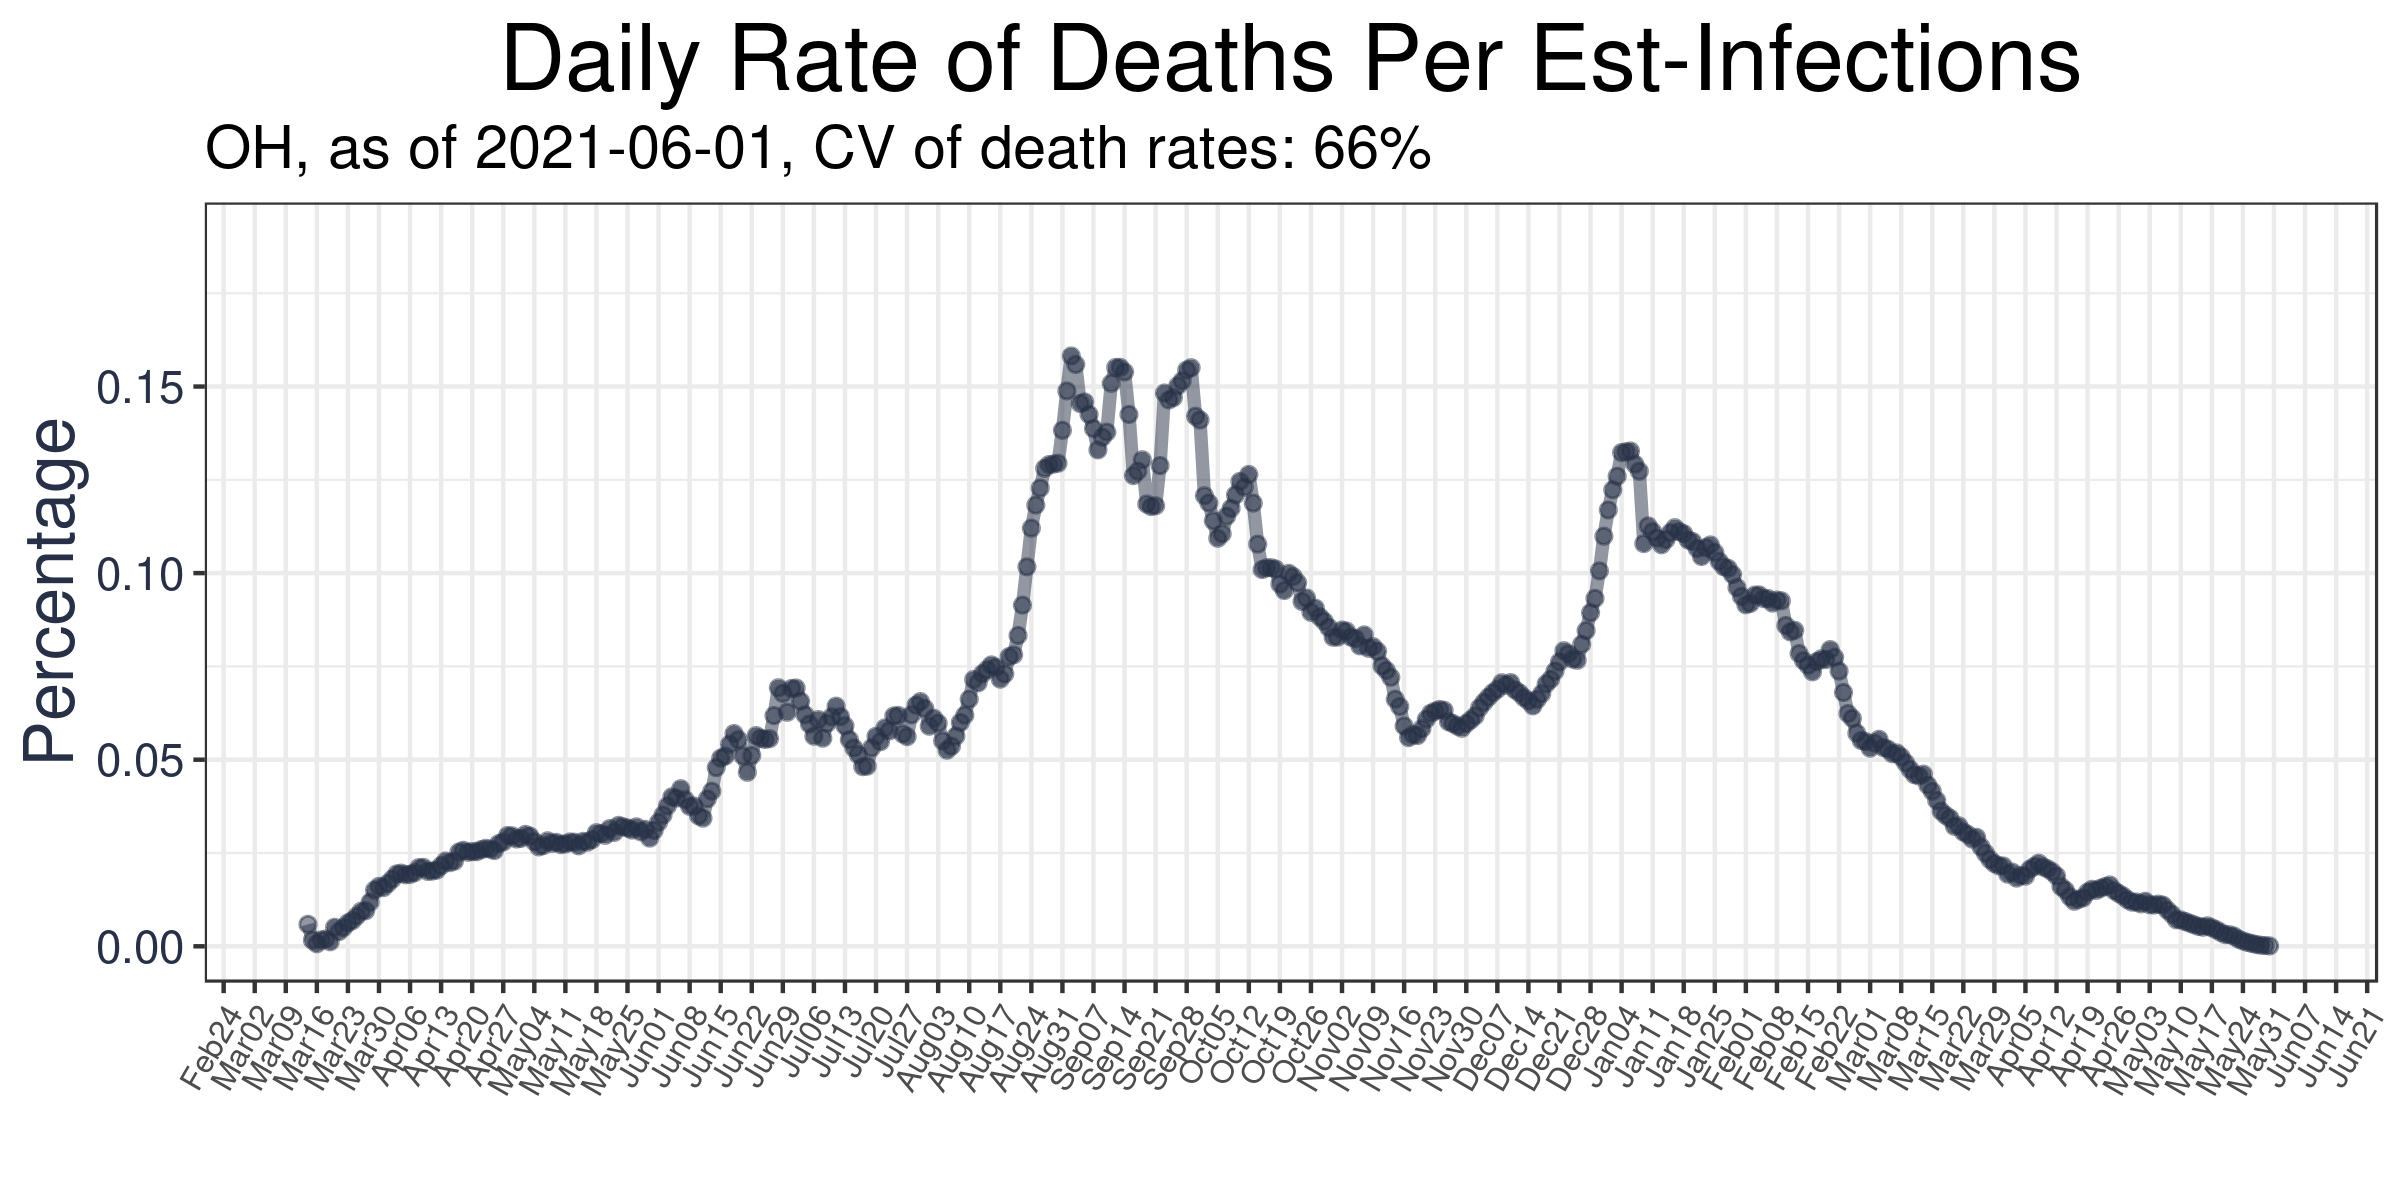 Daily Rate of Deaths Per Est-Infections
OH, as of 2021-06-01, CV of death rates: 66%
Percentage
0.15
0.10
0.05
0.00
Feb24
Mar02
Mar09
Mar16
Mar23
Mar30
Apr06
Apr13
Apr20
Apr27
May04
May11
May18
May25
Jun01
Jun08
Jun15
Jun22
Jun29
Jul06
Jul13
Jul20
Jul27
Aug03
Aug10
Aug17
Aug24
Aug31
Sep07
Sep14
Sep21
Sep28
Oct05
Oct12
Oct19
Oct26
Nov02
Nov09
Nov16
Nov23
Nov30
Dec07
Dec14
Dec21
Dec28
Jan04
Jan11
Jan18
Jan25
Feb01
Feb08
Feb15
Feb22
Mar01
Mar08
Mar15
Mar22
Mar29
Apr05
Apr12
Apr19
Apr26
May03
May10
May17
May24
May31
Jun07
Jun14
Jun21